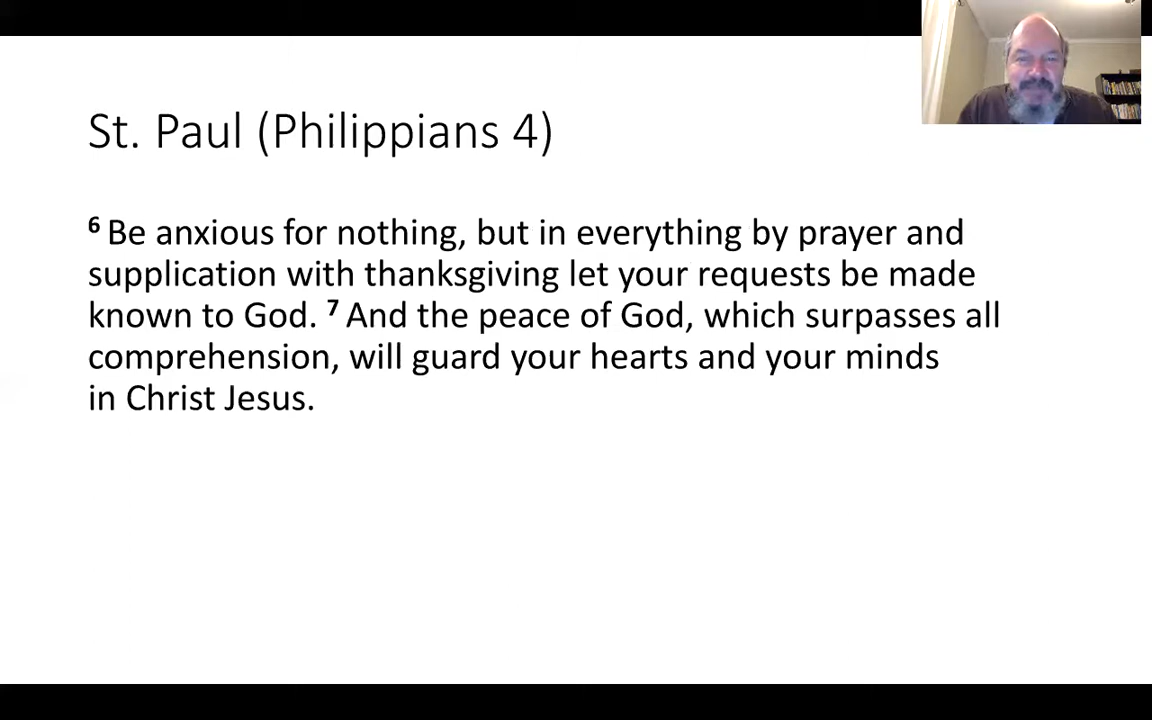 St. Paul (Philippians 4)
6 Be anxious for nothing, but in everything by prayer and
supplication with thanksgiving let your requests be made
known to God. 7 And the peace of God, which surpasses all
comprehension, will guard your hearts and your minds
in Christ Jesus.